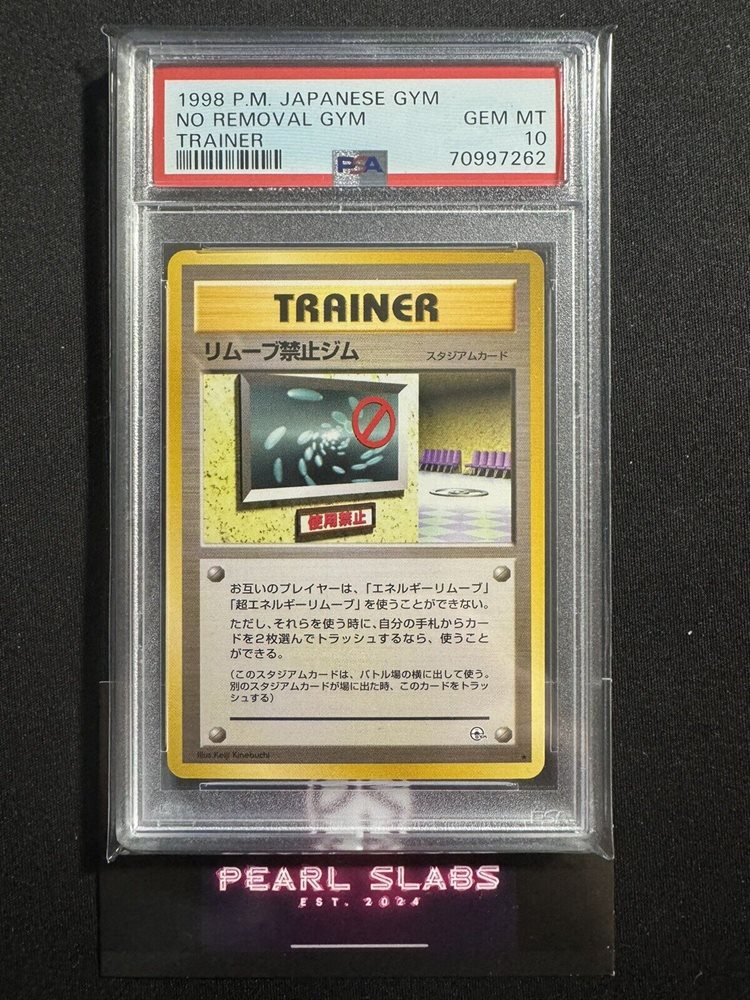 1998 P.M. JAPANESE GYM
NO REMOVAL GYM GEM MT
TRAINER 10
PSA 70997262
TRAINER
リムーブ禁止ジム スタジアムカード
使用禁止
お互いのプレイヤーは、「エネルギーリムーブ」
「超エネルギーリムーブ」を使うことができない。
ただし、それらを使う時に、自分の手札からカー
ドを2枚選んでトラッシュするなら、使うこと
ができる。
(このスタジアムカードは、バトル場の横に出して使う。
別のスタジアムカードが場に出た時、このカードをトラッ
シュする)
Illus.Keiji Kinebuchi
PEARL SLABS
EST. 2024